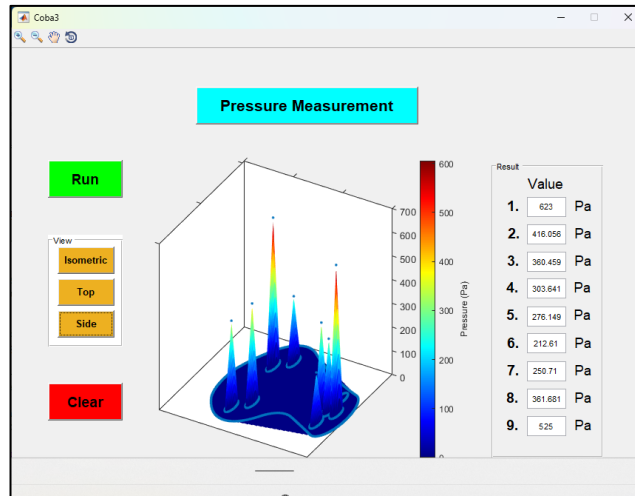 Coba3
Pressure Measurement
Run
View
Isometric
Top
Side
Clear
700
600
500
400
300
200
100
0
600
500
400
300
200
100
0
Pressure (Pa)
Result
Value
1. 623 Pa
2. 416.056 Pa
3. 360.459 Pa
4. 303.641 Pa
5. 276.149 Pa
6. 212.61 Pa
7. 250.71 Pa
8. 361.681 Pa
9. 525 Pa